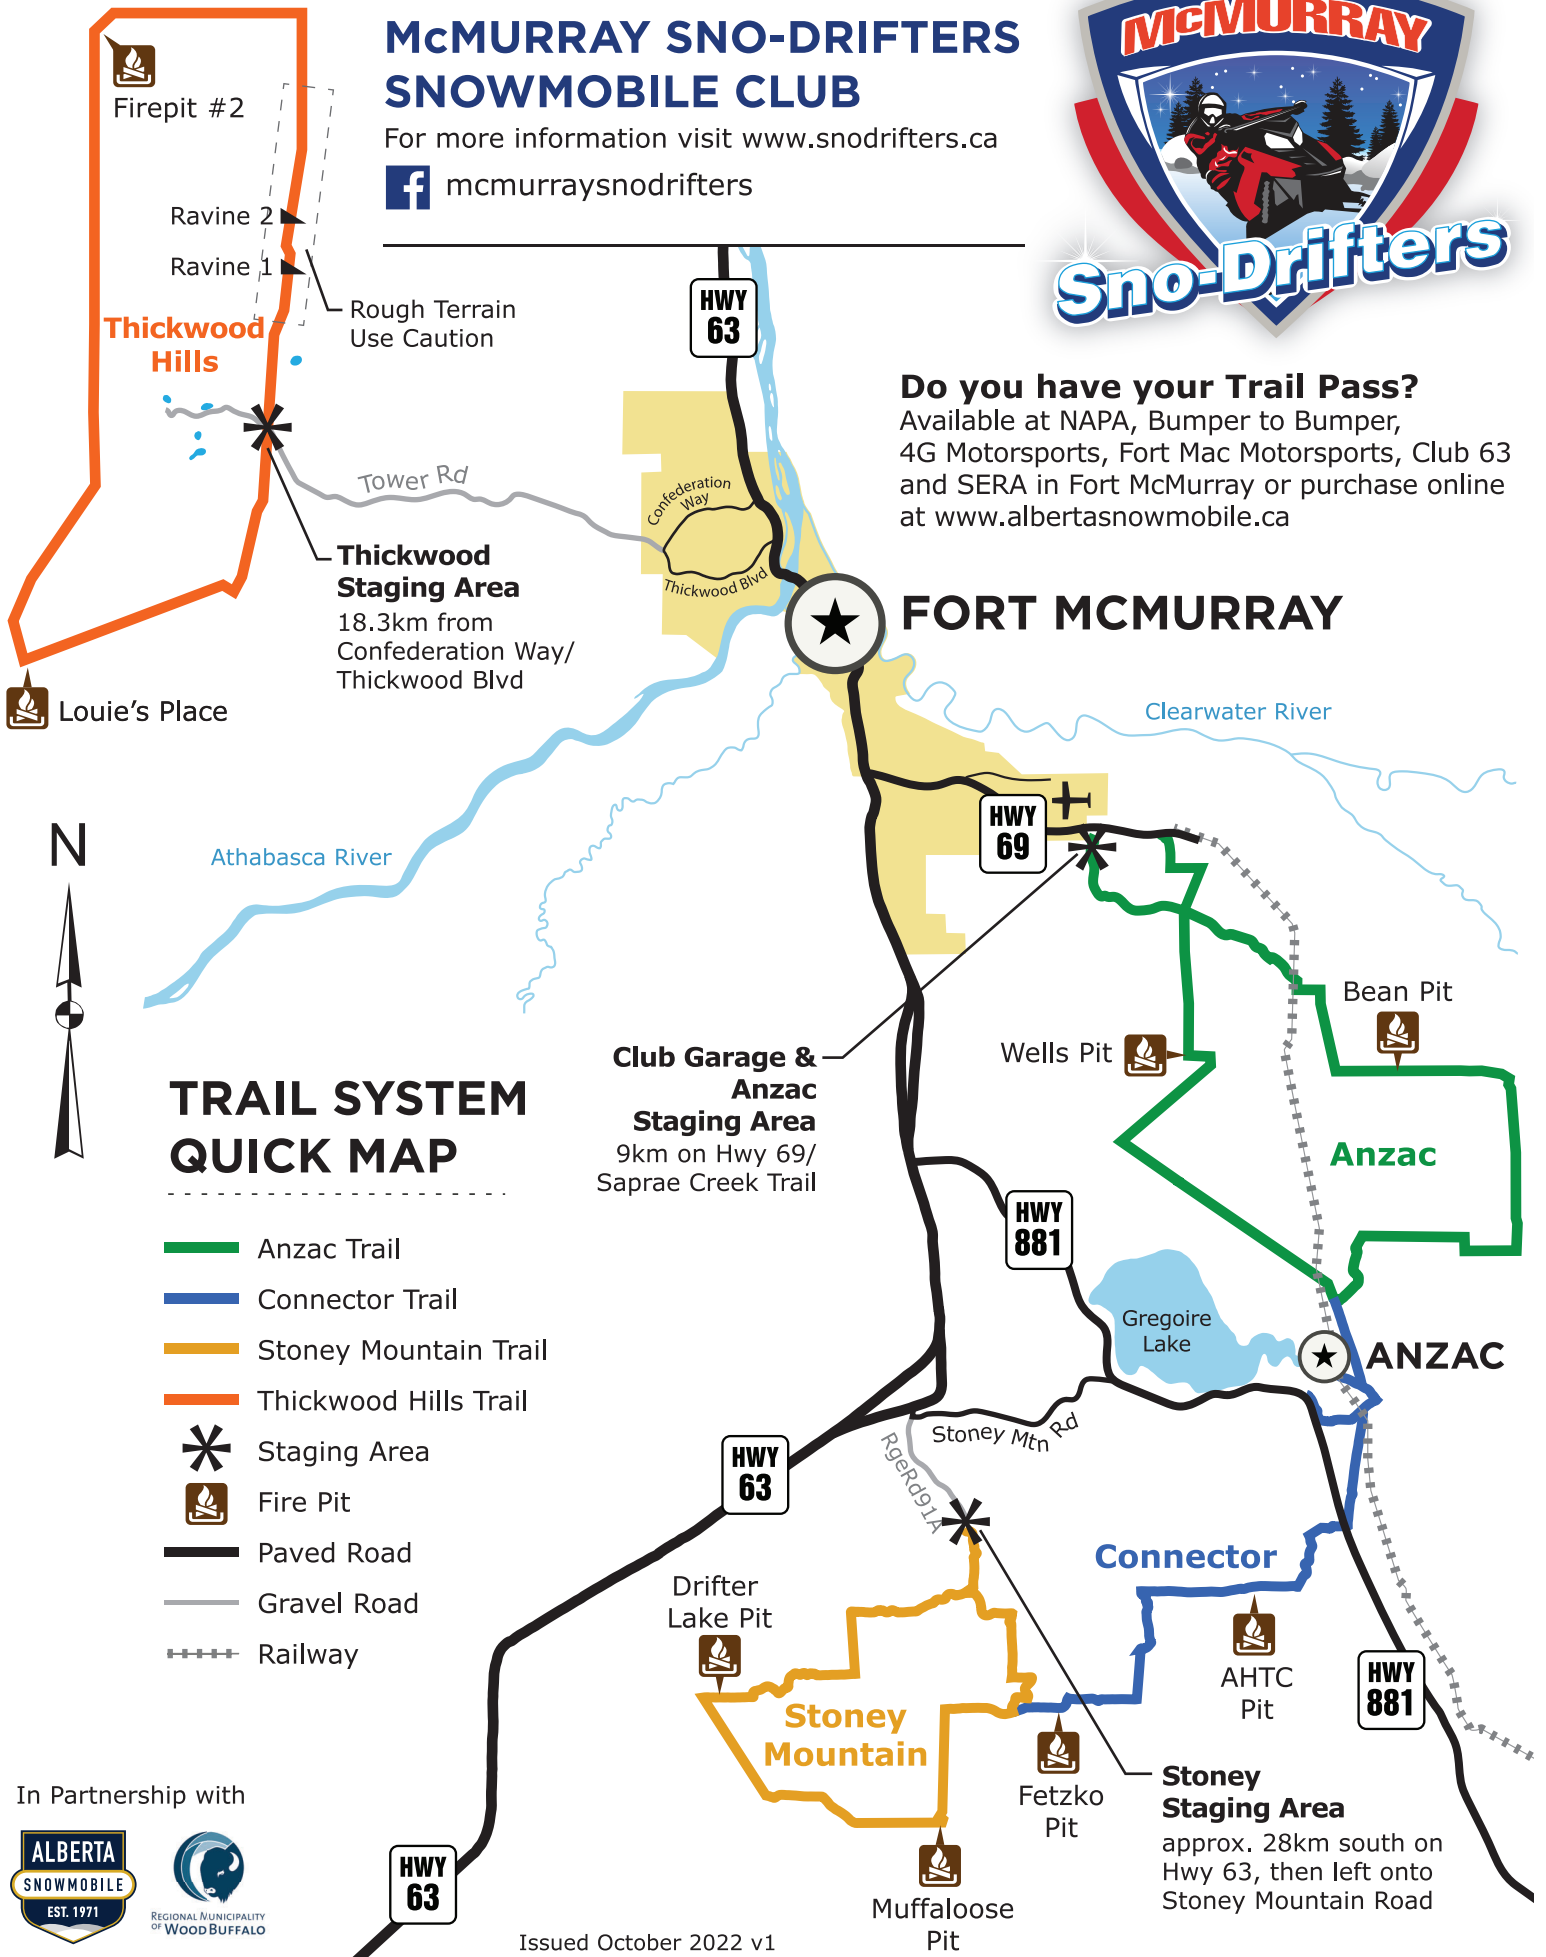 McMURRAY SNO-DRIFTERS
SNOWMOBILE CLUB
For more information visit www.snodrifters.ca
mcmurraysnodrifters
McMURRAY
Sno-Drifters
Firepit #2
Ravine 2
Ravine 1
Rough Terrain
Use Caution
Thickwood
Hills
HWY
63
Do you have your Trail Pass?
Available at NAPA, Bumper to Bumper,
4G Motorsports, Fort Mac Motorsports, Club 63
and SERA in Fort McMurray or purchase online
at www.albertasnowmobile.ca
Tower Rd
Confederation
Way
Thickwood Blvd
Thickwood
Staging Area
18.3km from
Confederation Way/
Thickwood Blvd
FORT MCMURRAY
Louie's Place
Clearwater River
HWY
69
N
Athabasca River
Bean Pit
Wells Pit
Club Garage &
Anzac
Staging Area
9km on Hwy 69/
Saprae Creek Trail
Anzac
TRAIL SYSTEM
QUICK MAP
Anzac Trail
Connector Trail
Stoney Mountain Trail
Thickwood Hills Trail
Staging Area
Fire Pit
Paved Road
Gravel Road
Railway
HWY
881
Gregoire
Lake
ANZAC
Stoney Mtn Rd
RgeRd91A
HWY
63
Connector
Drifter
Lake Pit
AHTC
Pit
HWY
881
Stoney
Mountain
Fetzko
Pit
Stoney
Staging Area
approx. 28km south on
Hwy 63, then left onto
Stoney Mountain Road
Muffaloose
Pit
HWY
63
In Partnership with
ALBERTA
SNOWMOBILE
EST. 1971
REGIONAL MUNICIPALITY
OF WOOD BUFFALO
Issued October 2022 v1